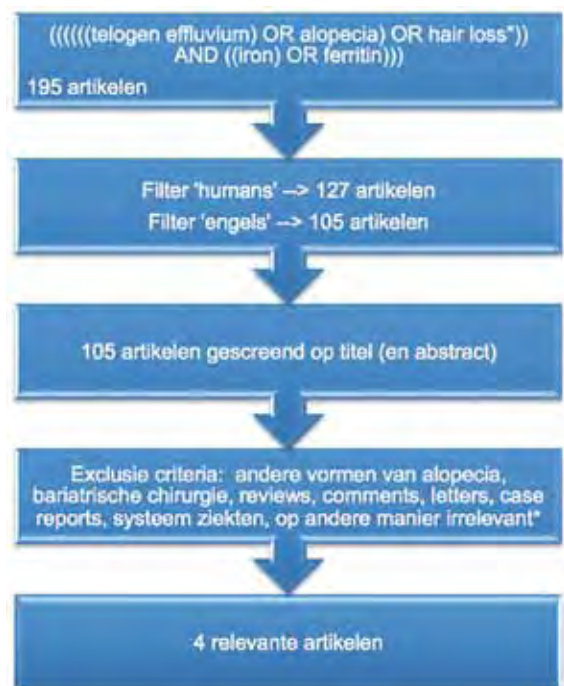 ((((((telogen effluvium) OR alopecia) OR hair loss*))
AND ((iron) OR ferritin)))
195 artikelen
Filter 'humans' --> 127 artikelen
Filter 'engels' --> 105 artikelen
105 artikelen gescreend op titel (en abstract)
Exclusie criteria: andere vormen van alopecia,
bariatrische chirurgie, reviews, comments, letters, case
reports, systeem ziekten, op andere manier irrelevant*
4 relevante artikelen